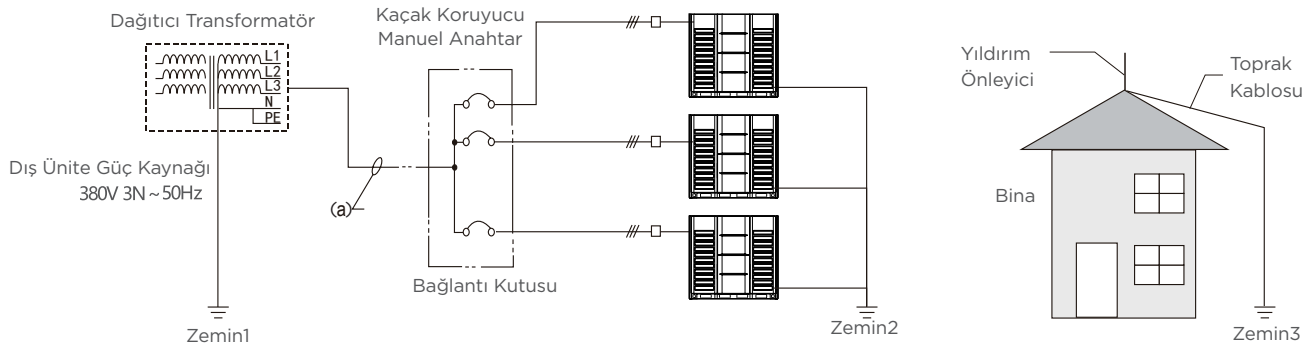 Dağıtıcı Transformatör
L1
L2
L3
N
PE
Dış Ünite Güç Kaynağı
380V 3N ~ 50Hz
(a)
Kaçak Koruyucu
Manuel Anahtar
Bağlantı Kutusu
Zemin1
Zemin2
Yıldırım
Önleyici
Toprak
Kablosu
Bina
Zemin3